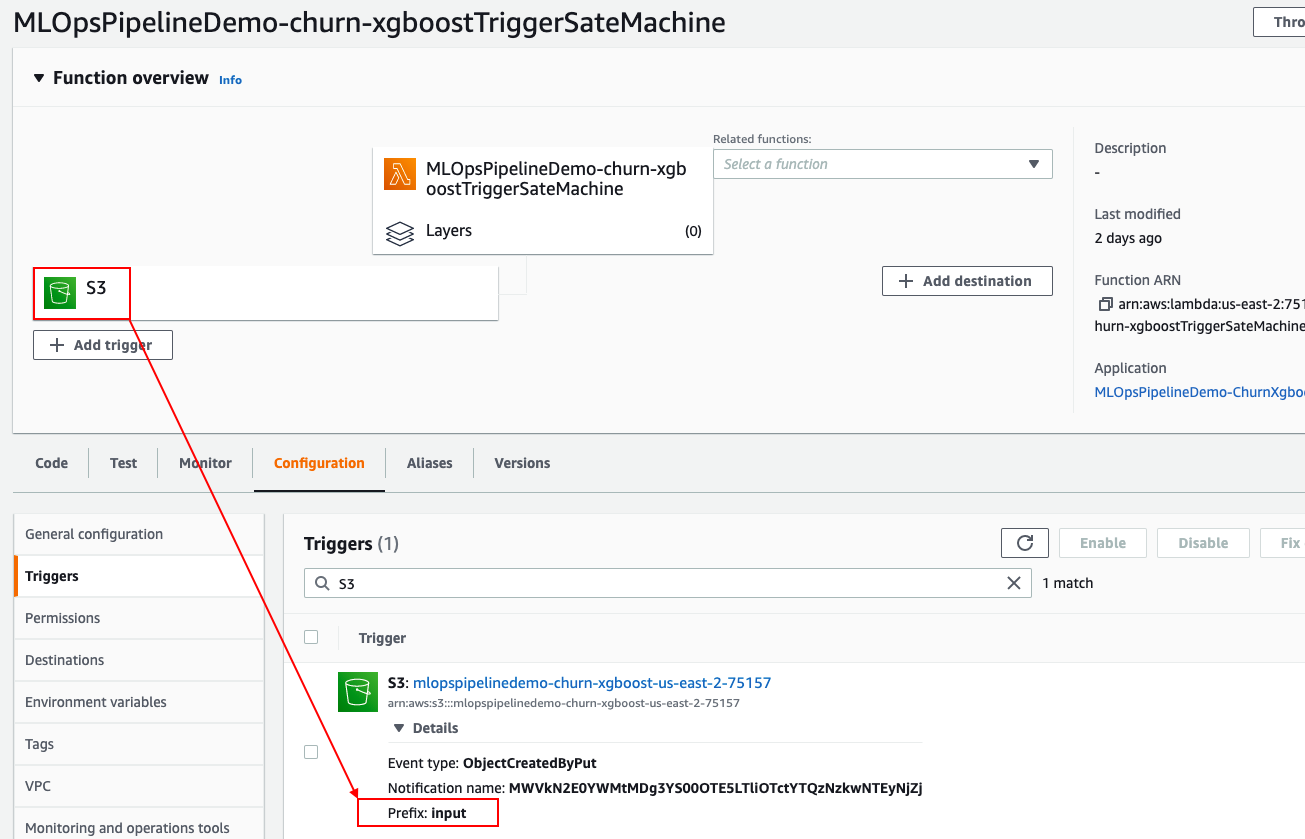 MLOpsPipelineDemo-churn-xgboostTriggerSateMachine
Thro
Function overview Info
Related functions:
Select a function
MLOpsPipelineDemo-churn-xgb
oostTriggerSateMachine
Layers (0)
S3
Add trigger
Add destination
Description
-
Last modified
2 days ago
Function ARN
arn:aws:lambda:us-east-2:751
hurn-xgboostTriggerSateMachine
Application
MLOpsPipelineDemo-ChurnXgboo
Code Test Monitor Configuration Aliases Versions
General configuration
Triggers
Permissions
Destinations
Environment variables
Tags
VPC
Monitoring and operations tools
Triggers (1)
Enable Disable Fix
S3
1 match
Trigger
S3: mlopspipelinedemo-churn-xgboost-us-east-2-75157
arn:aws:s3:::mlopspipelinedemo-churn-xgboost-us-east-2-75157
Details
Event type: ObjectCreatedByPut
Notification name: MWVkN2E0YWMtMDg3YS00OTE5LTliOTctYTQzNzkwNTEyNjZj
Prefix: input